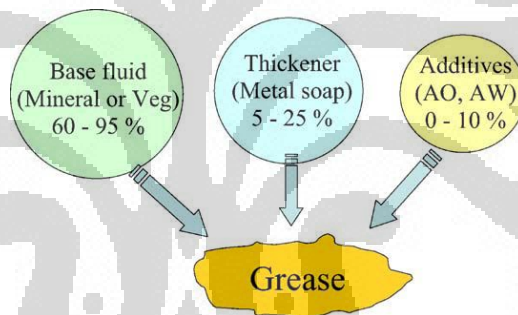 Base fluid
(Mineral or Veg)
60 - 95 %
Thickener
(Metal soap)
5 - 25 %
Additives
(AO, AW)
0 - 10 %
Grease